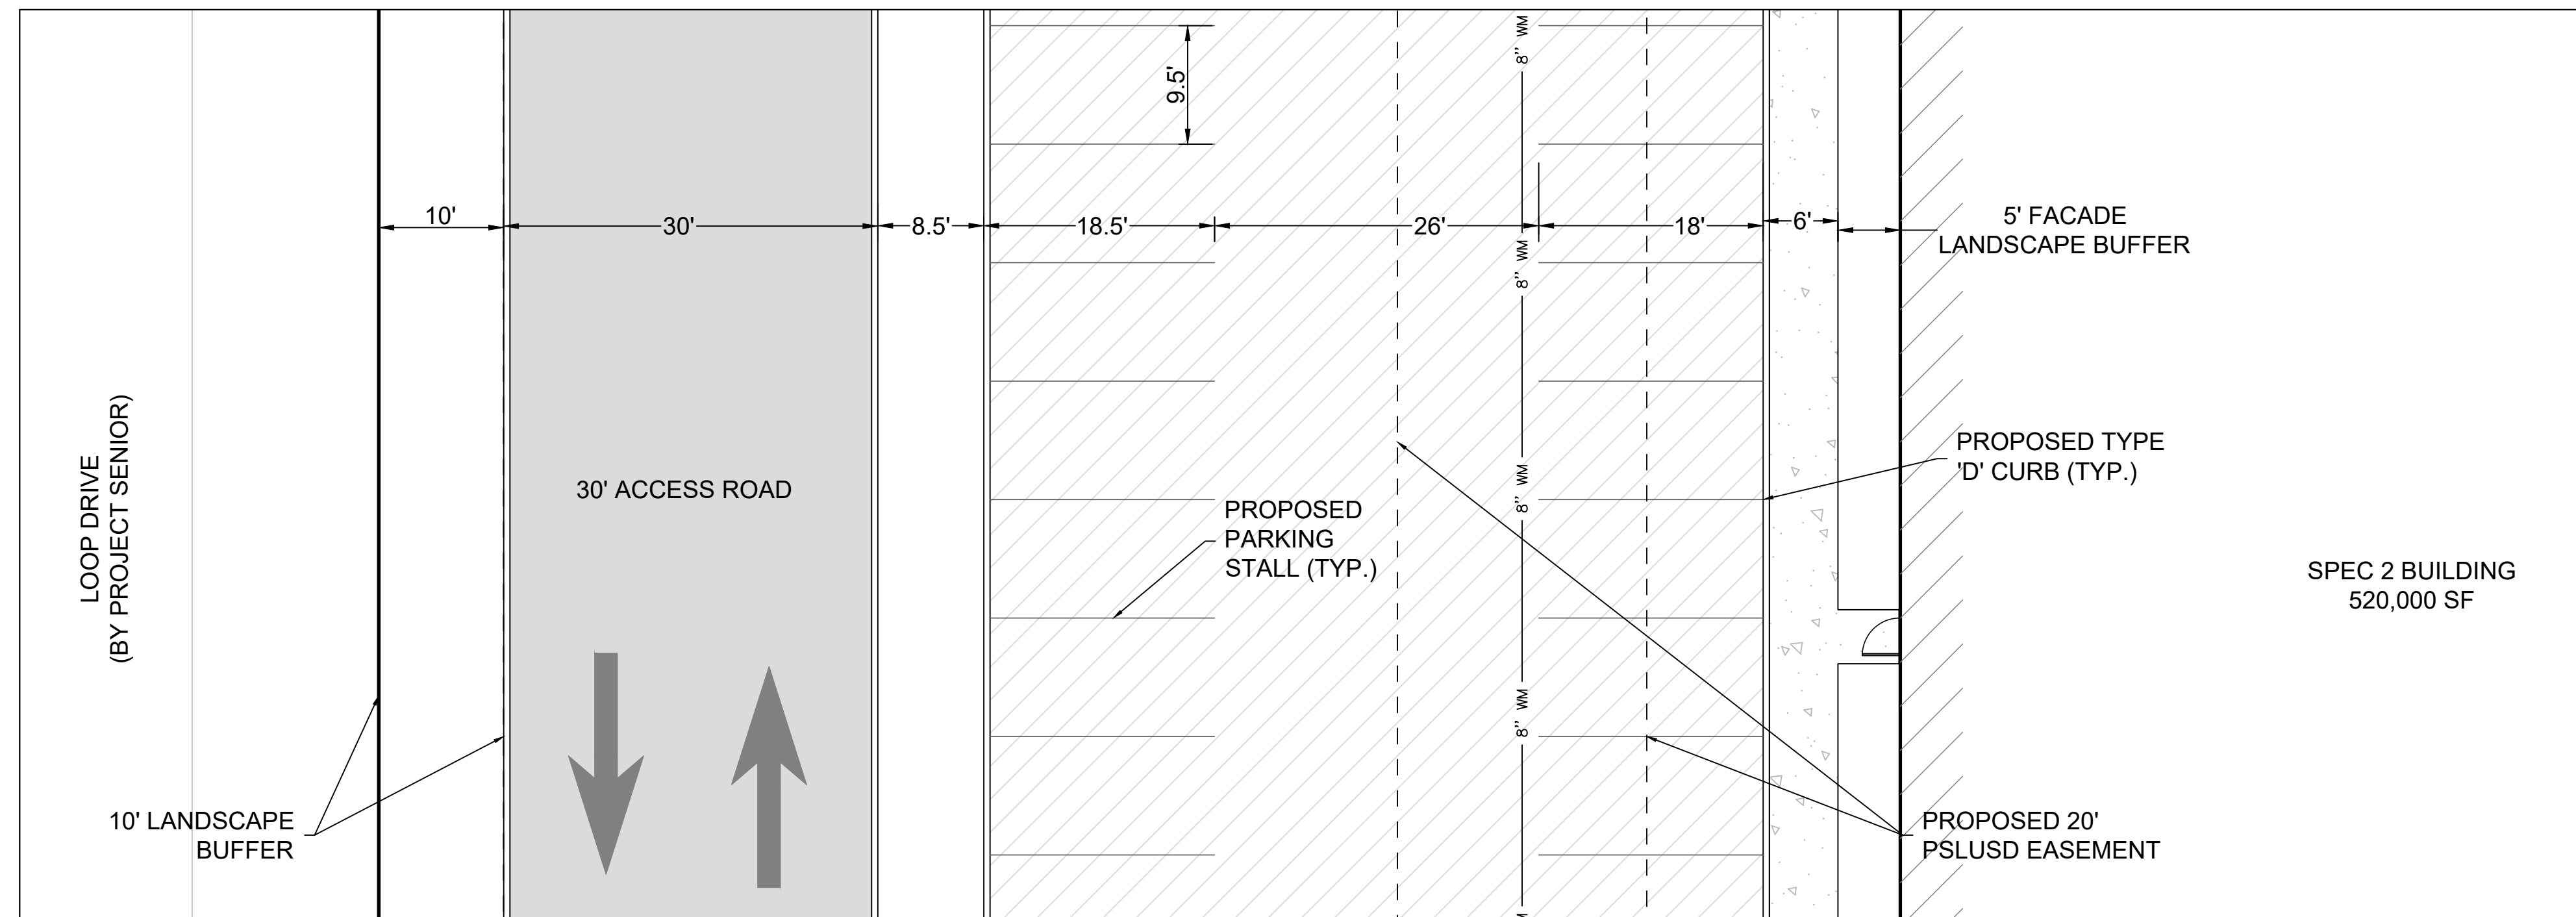 8" WM
9.5'
10'
30'
8.5'
18.5'
26'
18'
6'
5' FACADE
LANDSCAPE BUFFER
8" WM
LOOP DRIVE
(BY PROJECT SENIOR)
30' ACCESS ROAD
PROPOSED
PARKING
STALL (TYP.)
8" WM
PROPOSED TYPE
'D' CURB (TYP.)
SPEC 2 BUILDING
520,000 SF
8" WM
10' LANDSCAPE
BUFFER
PROPOSED 20'
PSLUSD EASEMENT